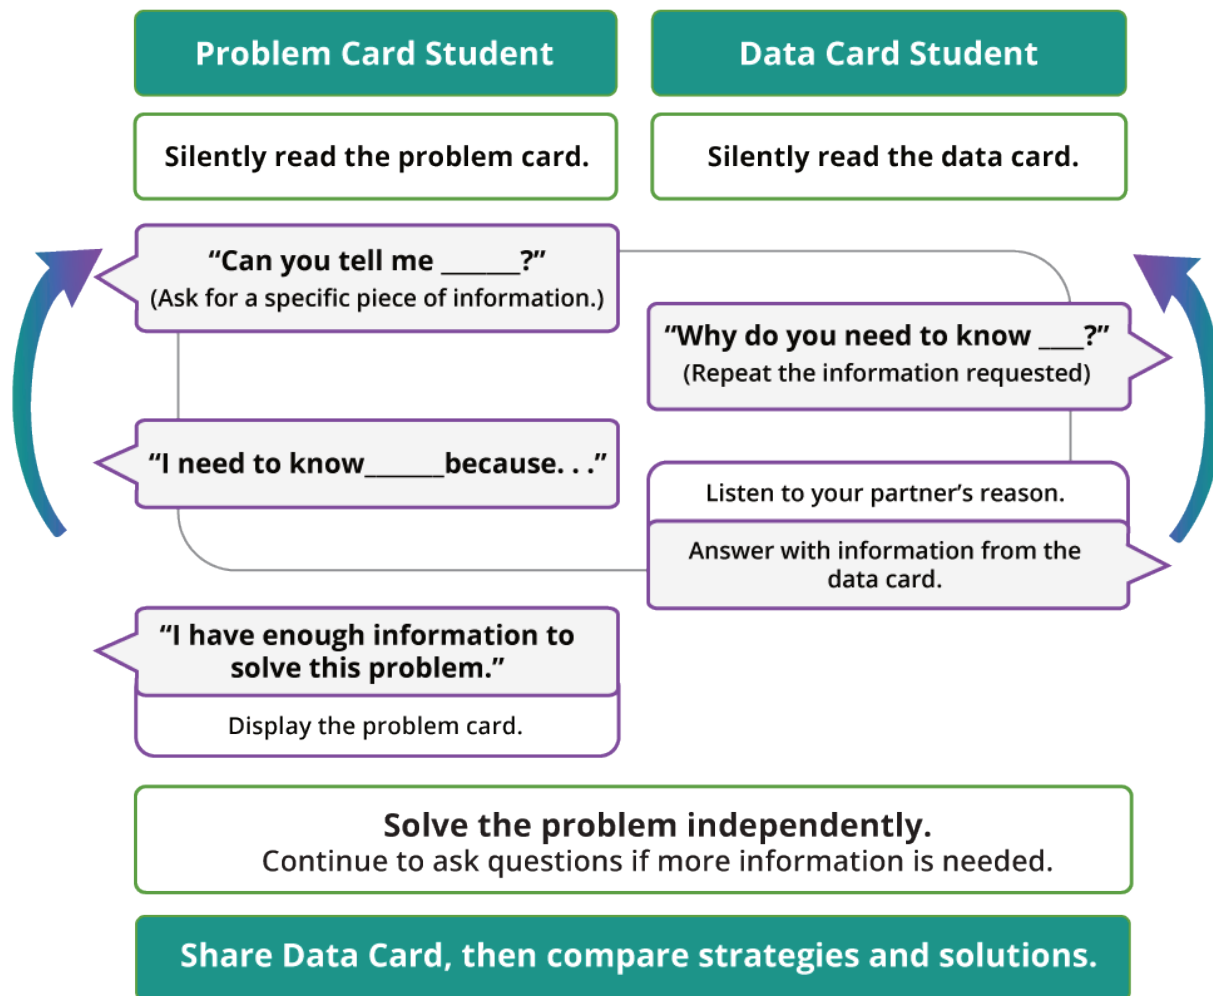 Problem Card Student
Data Card Student
Silently read the problem card.
Silently read the data card.
“Can you tell me ______?”
(Ask for a specific piece of information.)
“Why do you need to know ___?”
(Repeat the information requested)
“I need to know______because. . .”
Listen to your partner’s reason.
Answer with information from the
data card.
“I have enough information to
solve this problem.”
Display the problem card.
Solve the problem independently.
Continue to ask questions if more information is needed.
Share Data Card, then compare strategies and solutions.